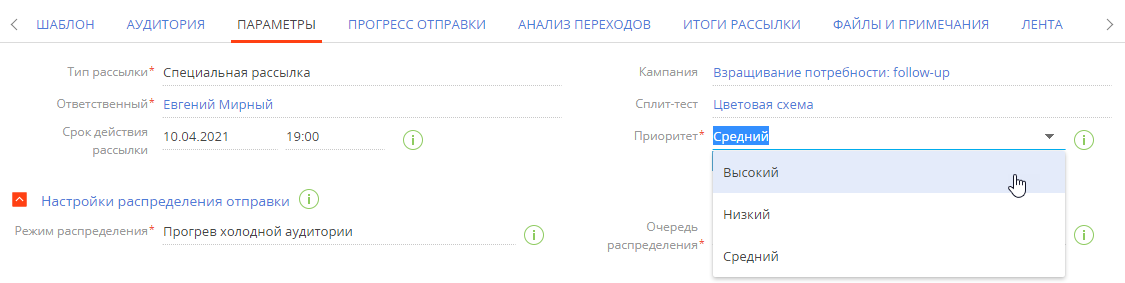 ШАБЛОН АУДИТОРИЯ ПАРАМЕТРЫ ПРОГРЕСС ОТПРАВКИ АНАЛИЗ ПЕРЕХОДОВ ИТОГИ РАССЫЛКИ ФАЙЛЫ И ПРИМЕЧАНИЯ ЛЕНТА
Тип рассылки* Специальная рассылка
Ответственный* Евгений Мирный
Срок действия рассылки 10.04.2021 19:00
Кампания Взращивание потребности: follow-up
Сплит-тест Цветовая схема
Приоритет* Средний
Высокий
Низкий
Средний
Настройки распределения отправки
Режим распределения* Прогрев холодной аудитории
Очередь
распределения*